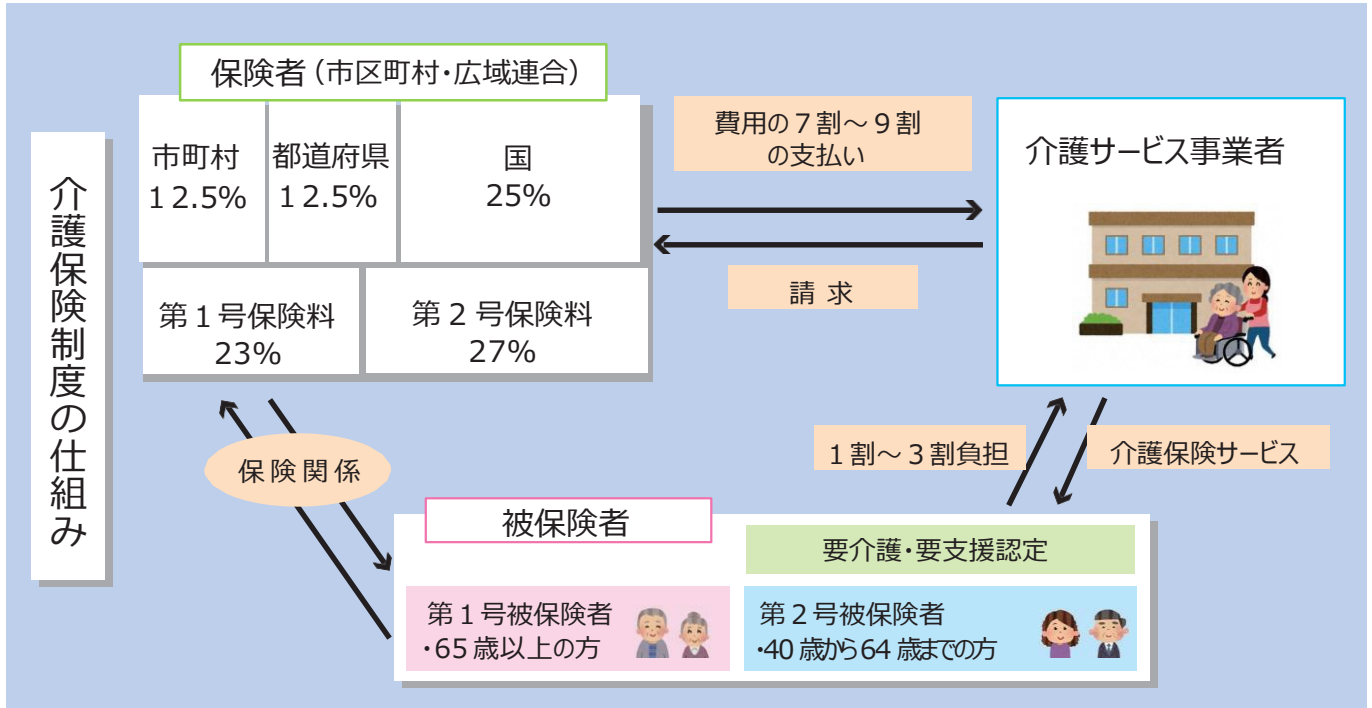 介護保険制度の仕組み
保険者（市区町村・広域連合）
市町村
１2.5%
都道府県
１2.5%
国
25%
第１号保険料
23%
第２号保険料
27%
費用の７割～９割
の支払い
請 求
介護サービス事業者
保険関係
１割～３割負担
介護保険サービス
被保険者
要介護・要支援認定
第１号被保険者
・65歳以上の方
第２号被保険者
・40歳から64歳までの方